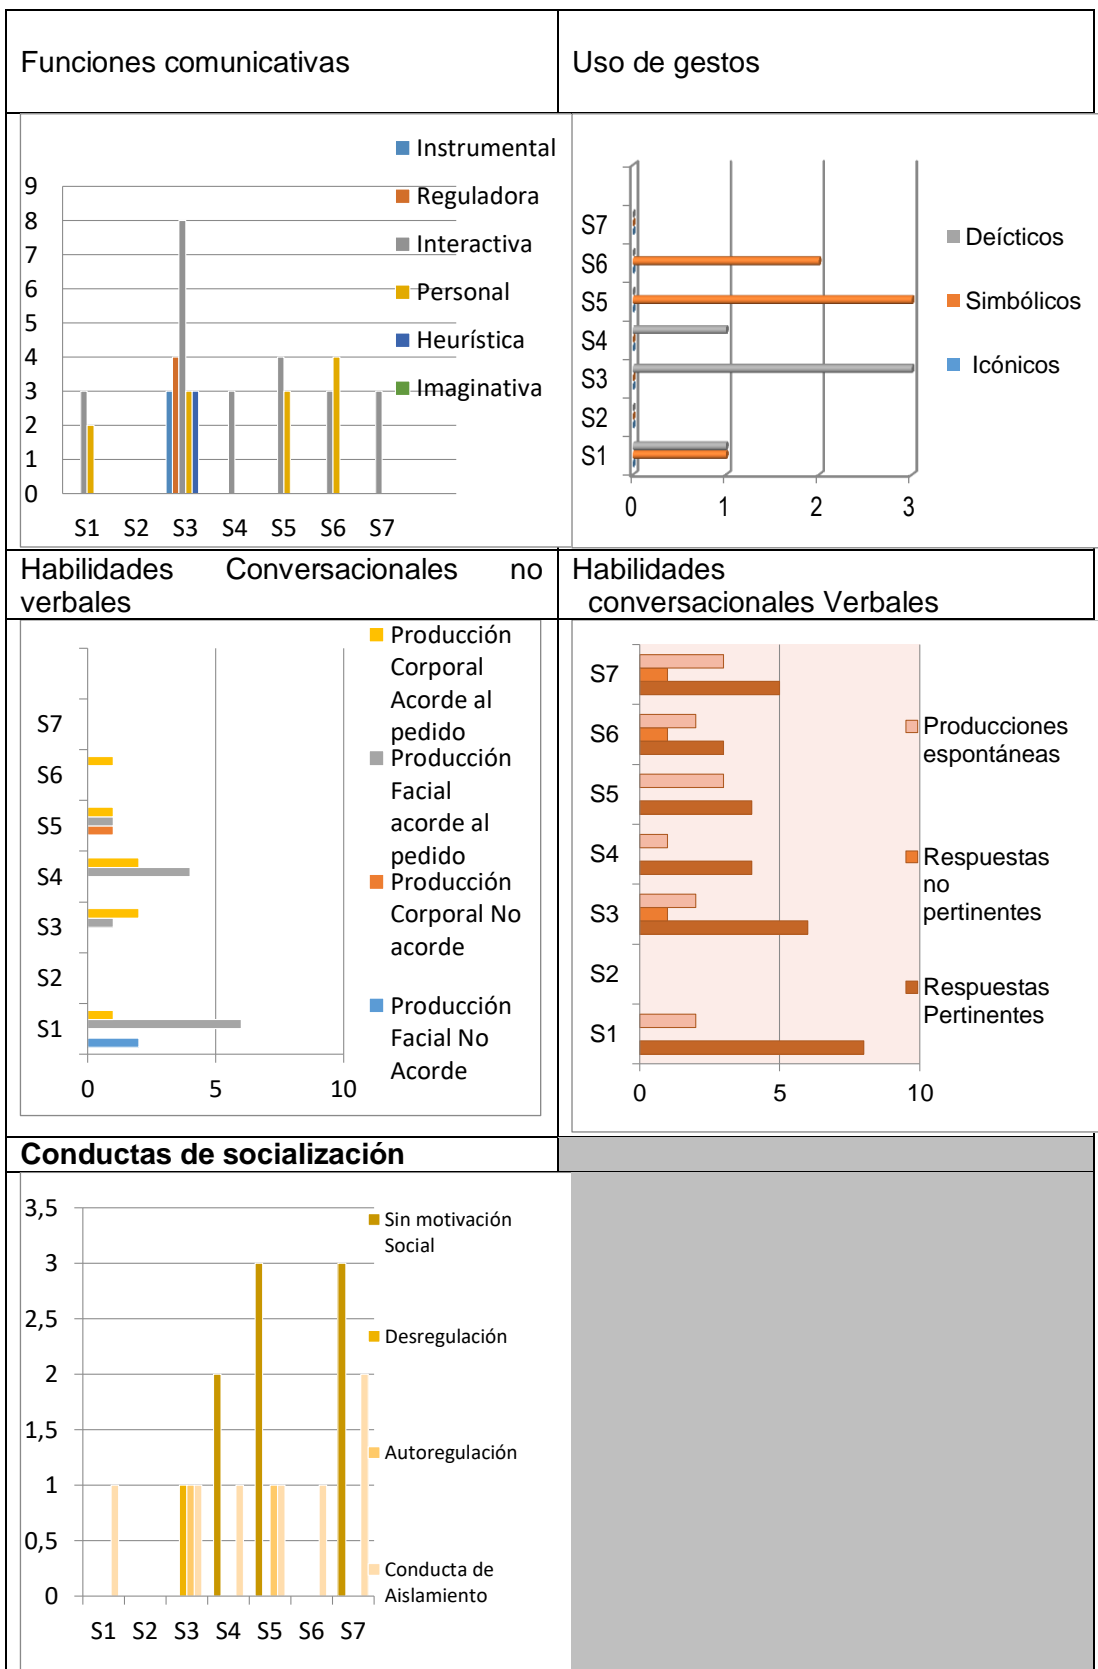 Funciones comunicativas
Uso de gestos
Instrumental
Reguladora
Interactiva
Personal
Heurística
Imaginativa
9
8
7
6
5
4
3
2
1
0
S1 S2 S3 S4 S5 S6 S7
S7
S6
S5
S4
S3
S2
S1
0 1 2 3
Deícticos
Simbólicos
Icónicos
Habilidades Conversacionales no
verbales
Habilidades
conversacionales Verbales
S7
S6
S5
S4
S3
S2
S1
0 5 10
Producción
Corporal
Acorde al
pedido
Producción
Facial
acorde al
pedido
Producción
Corporal No
acorde
Producción
Facial No
Acorde
S7
S6
S5
S4
S3
S2
S1
0 5 10
Producciones
espontáneas
Respuestas
no
pertinentes
Respuestas
Pertinentes
Conductas de socialización
3,5
3
2,5
2
1,5
1
0,5
0
S1 S2 S3 S4 S5 S6 S7
Sin motivación
Social
Desregulación
Autoregulación
Conducta de
Aislamiento